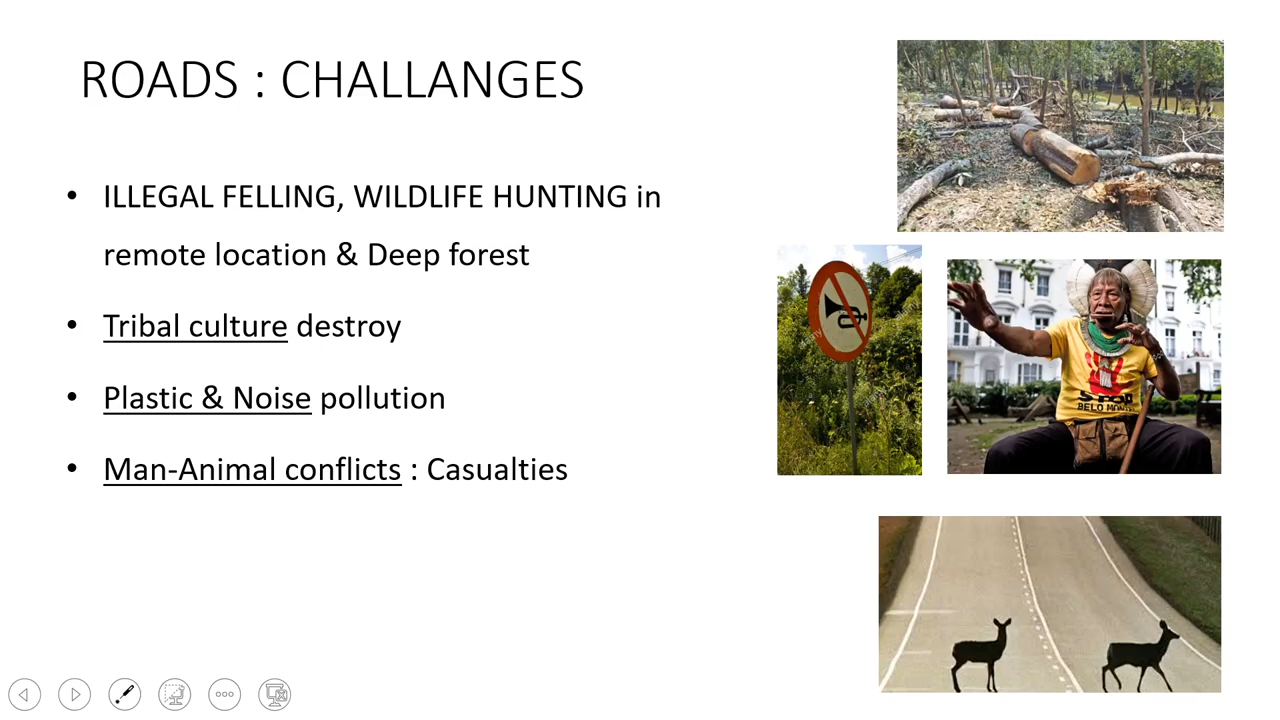 ROADS : CHALLANGES
• ILLEGAL FELLING, WILDLIFE HUNTING in
remote location & Deep forest
• Tribal culture destroy
• Plastic & Noise pollution
• Man-Animal conflicts : Casualties
STOP